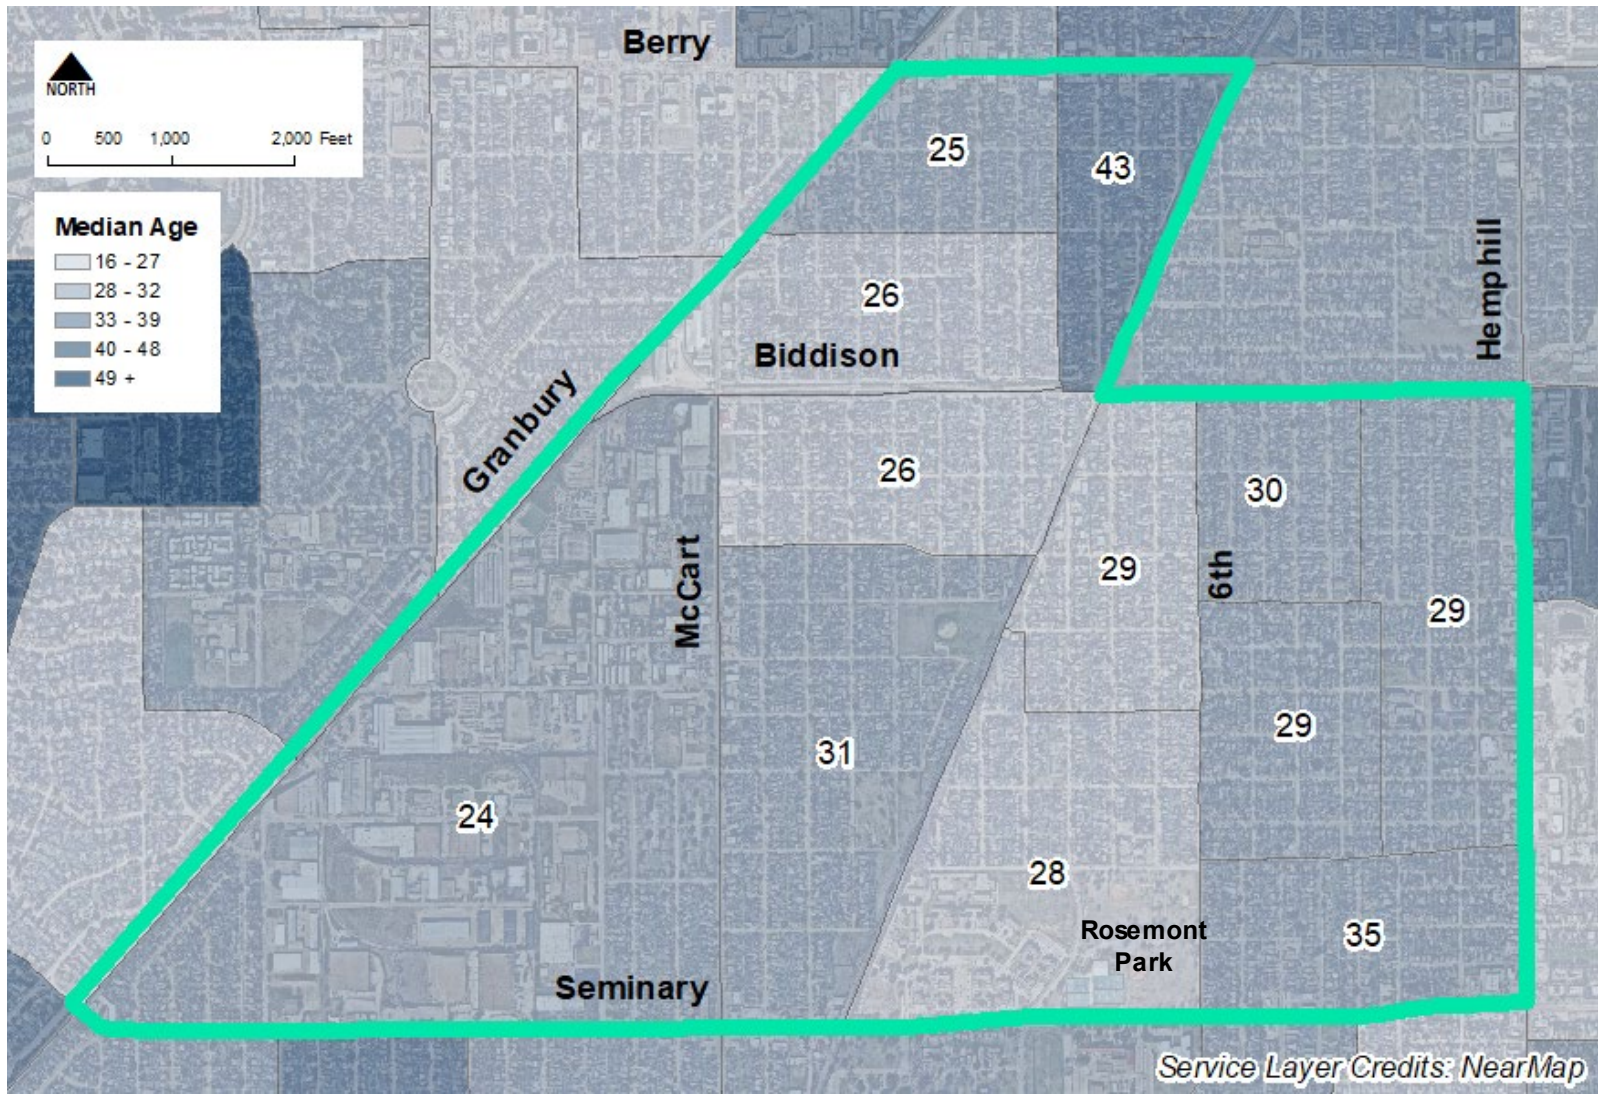 Berry
NORTH
0 500 1,000 2,000 Feet
Median Age
16 - 27
28 - 32
33 - 39
40 - 48
49 +
25
43
Hemphill
26
Biddison
Granbury
26
30
McCart
29
6th
29
29
31
24
28
Rosemont
Park
35
Seminary
Service Layer Credits: NearMap